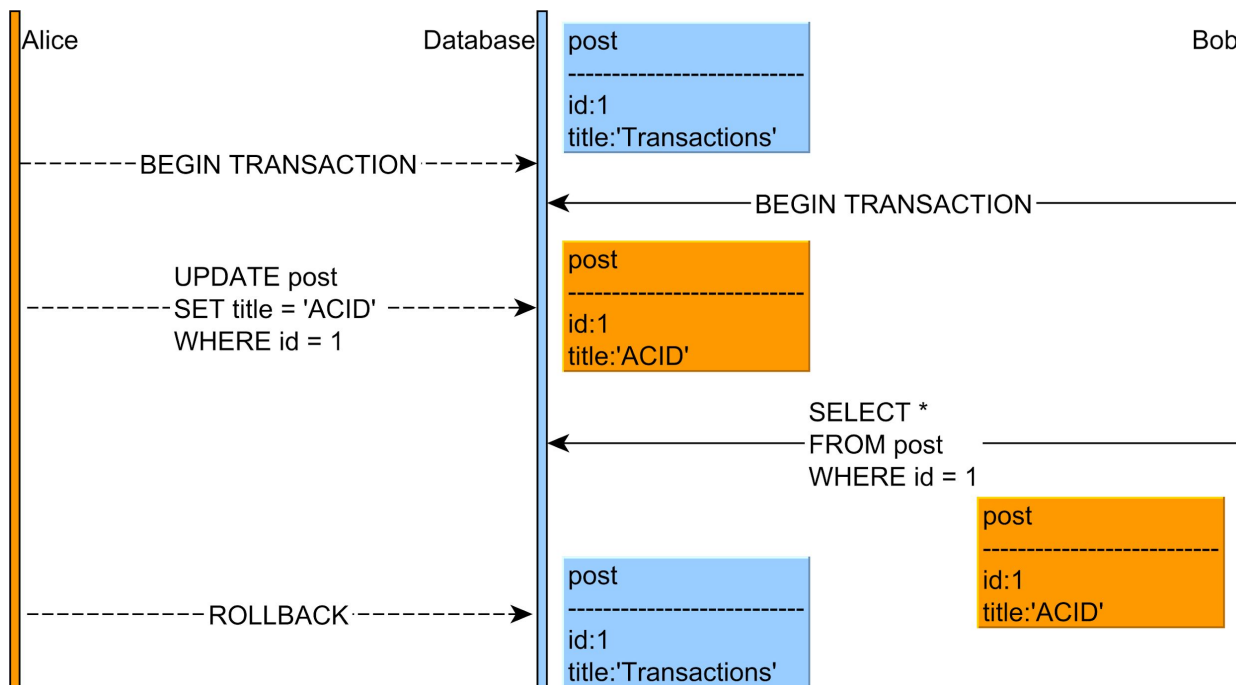 Alice
Database
post
----------------------------
id:1
title:'Transactions'
Bob
BEGIN TRANSACTION
BEGIN TRANSACTION
UPDATE post
SET title = 'ACID'
WHERE id = 1
post
----------------------------
id:1
title:'ACID'
SELECT *
FROM post
WHERE id = 1
post
----------------------------
id:1
title:'ACID'
ROLLBACK
post
----------------------------
id:1
title:'Transactions'